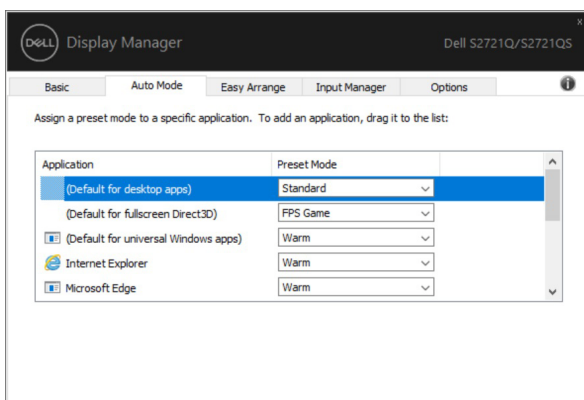 DELL Display Manager Dell S2721Q/S2721QS
x
Basic Auto Mode Easy Arrange Input Manager Options i
Assign a preset mode to a specific application. To add an application, drag it to the list:
Application Preset Mode
(Default for desktop apps) Standard
(Default for fullscreen Direct3D) FPS Game
(Default for universal Windows apps) Warm
Internet Explorer Warm
Microsoft Edge Warm